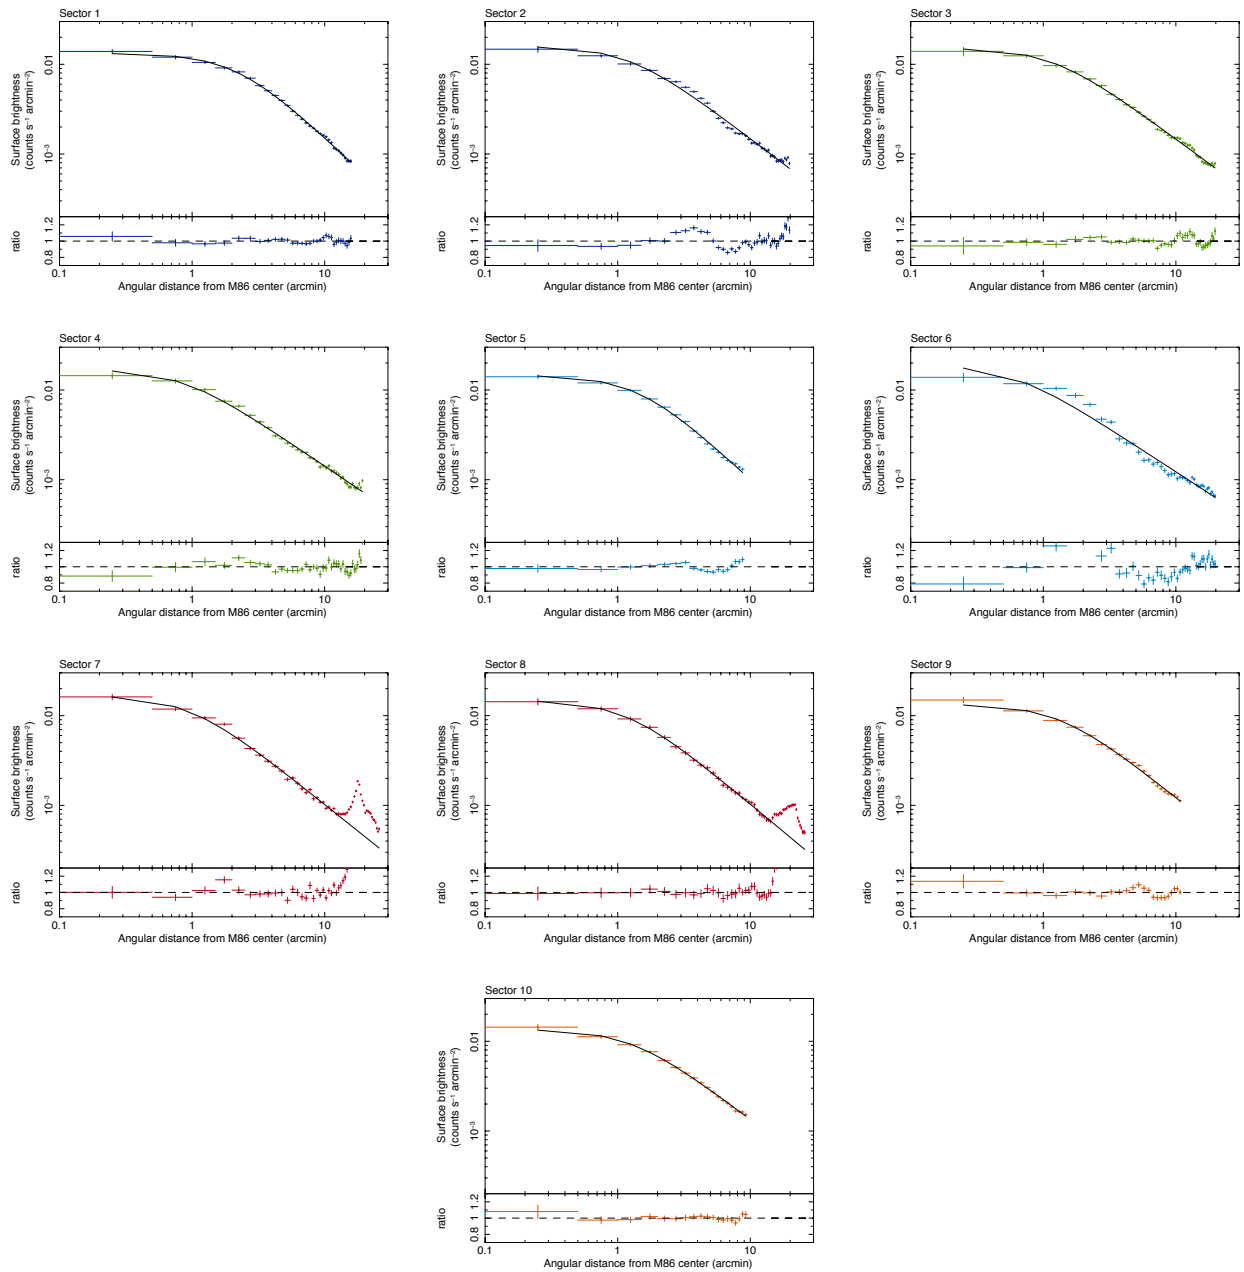 Sector 1
Surface brightness
(counts s⁻¹ arcmin⁻²)
0.01
10⁻³
ratio
0.8 1 1.2
0.1 1 10
Angular distance from M86 center (arcmin)
Sector 2
Surface brightness
(counts s⁻¹ arcmin⁻²)
0.01
10⁻³
ratio
0.8 1 1.2
0.1 1 10
Angular distance from M86 center (arcmin)
Sector 3
Surface brightness
(counts s⁻¹ arcmin⁻²)
0.01
10⁻³
ratio
0.8 1 1.2
0.1 1 10
Angular distance from M86 center (arcmin)
Sector 4
Surface brightness
(counts s⁻¹ arcmin⁻²)
0.01
10⁻³
ratio
0.8 1 1.2
0.1 1 10
Angular distance from M86 center (arcmin)
Sector 5
Surface brightness
(counts s⁻¹ arcmin⁻²)
0.01
10⁻³
ratio
0.8 1 1.2
0.1 1 10
Angular distance from M86 center (arcmin)
Sector 6
Surface brightness
(counts s⁻¹ arcmin⁻²)
0.01
10⁻³
ratio
0.8 1 1.2
0.1 1 10
Angular distance from M86 center (arcmin)
Sector 7
Surface brightness
(counts s⁻¹ arcmin⁻²)
0.01
10⁻³
ratio
0.8 1 1.2
0.1 1 10
Angular distance from M86 center (arcmin)
Sector 8
Surface brightness
(counts s⁻¹ arcmin⁻²)
0.01
10⁻³
ratio
0.8 1 1.2
0.1 1 10
Angular distance from M86 center (arcmin)
Sector 9
Surface brightness
(counts s⁻¹ arcmin⁻²)
0.01
10⁻³
ratio
0.8 1 1.2
0.1 1 10
Angular distance from M86 center (arcmin)
Sector 10
Surface brightness
(counts s⁻¹ arcmin⁻²)
0.01
10⁻³
ratio
0.8 1 1.2
0.1 1 10
Angular distance from M86 center (arcmin)